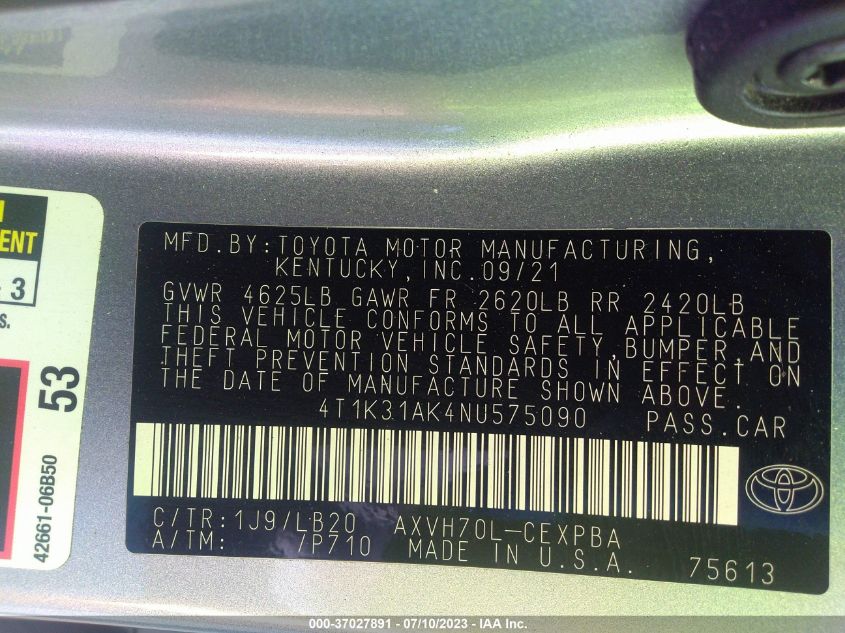 MFD.BY:TOYOTA MOTOR MANUFACTURING,
KENTUCKY,INC.09/21
GVWR 4625LB GAWR FR 2620LB RR 2420LB
THIS VEHICLE CONFORMS TO ALL APPLICABLE
FEDERAL MOTOR VEHICLE SAFETY,BUMPER,AND
THEFT PREVENTION STANDARDS IN EFFECT ON
THE DATE OF MANUFACTURE SHOWN ABOVE.
4T1K31AK4NU575090 PASS.CAR
C/TR:1J9/LB20 AXVH70L-CEXPBA
A/TM: /P710 MADE IN U.S.A. 75613
3
53
42661-06B50
000-37027891 - 07/10/2023 - IAA Inc.